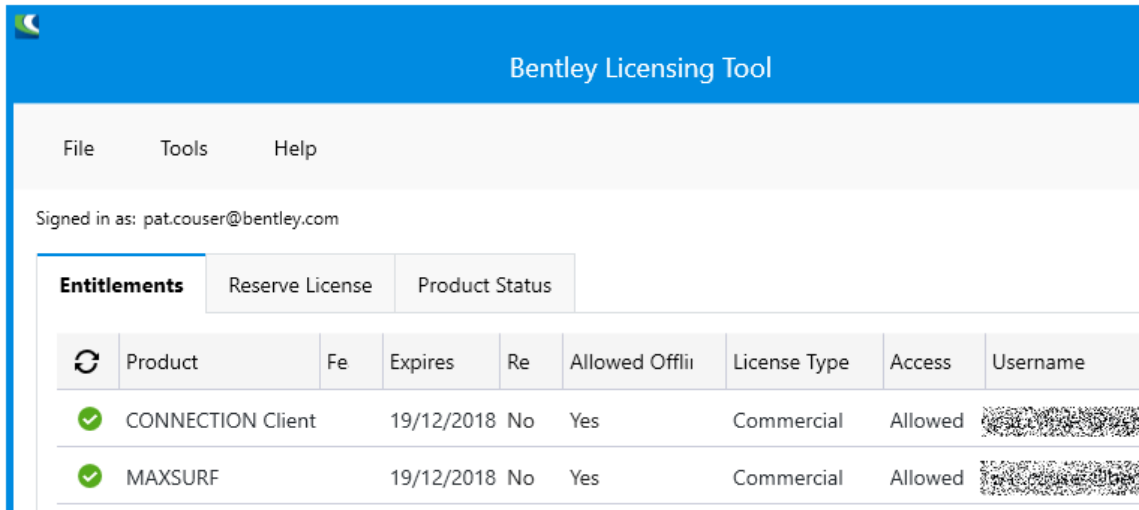 Bentley Licensing Tool
File Tools Help
Signed in as: pat.couser@bentley.com
Entitlements Reserve License Product Status
Product Fe Expires Re Allowed Offlin License Type Access Username
CONNECTION Client 19/12/2018 No Yes Commercial Allowed
MAXSURF 19/12/2018 No Yes Commercial Allowed